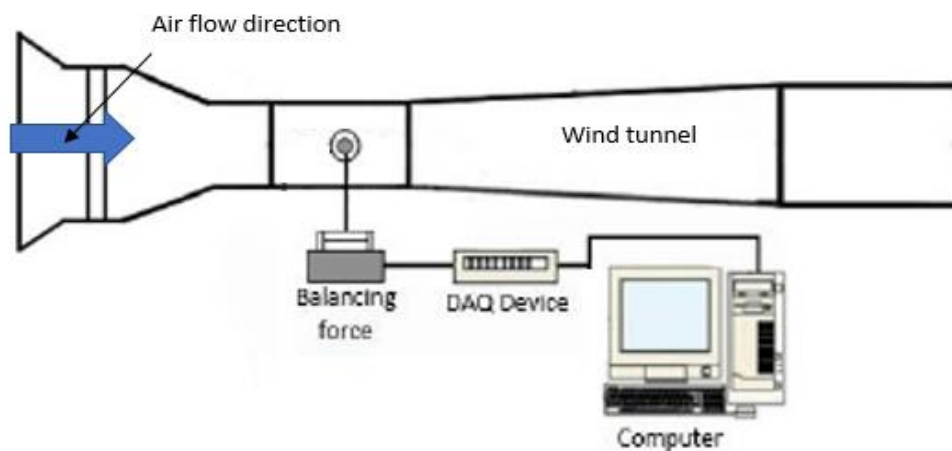 Air flow direction
Wind tunnel
Balancing
force
DAQ Device
Computer